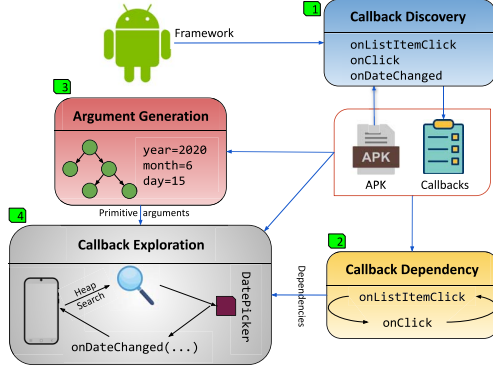 1
Callback Discovery
onListItemClick
onClick
onDateChanged
Framework
3
Argument Generation
year=2020
month=6
day=15
APK
APK
Callbacks
Primitive arguments
4
Callback Exploration
Heap
Search
DatePicker
onDateChanged(...)
Dependencies
2
Callback Dependency
onListItemClick
onClick